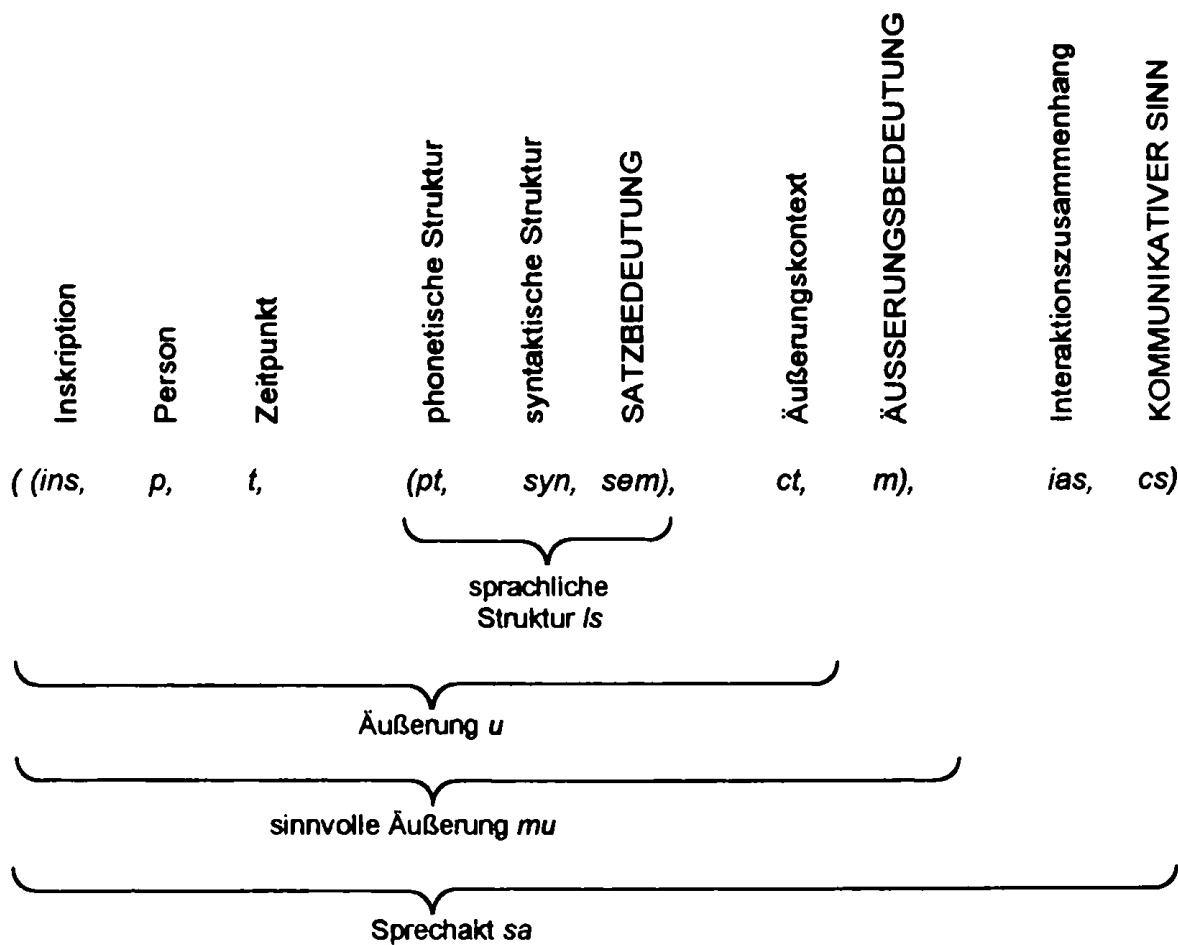 Inskription
Person
Zeitpunkt
phonetische Struktur
syntaktische Struktur
SATZBEDEUTUNG
Äußerungskontext
ÄUSSERUNGSBEDEUTUNG
Interaktionszusammenhang
KOMMUNIKATIVER SINN
( (ins, p, t, (pt, syn, sem), ct, m), ias, cs)
sprachliche
Struktur ls
Äußerung u
sinnvolle Äußerung mu
Sprechakt sa